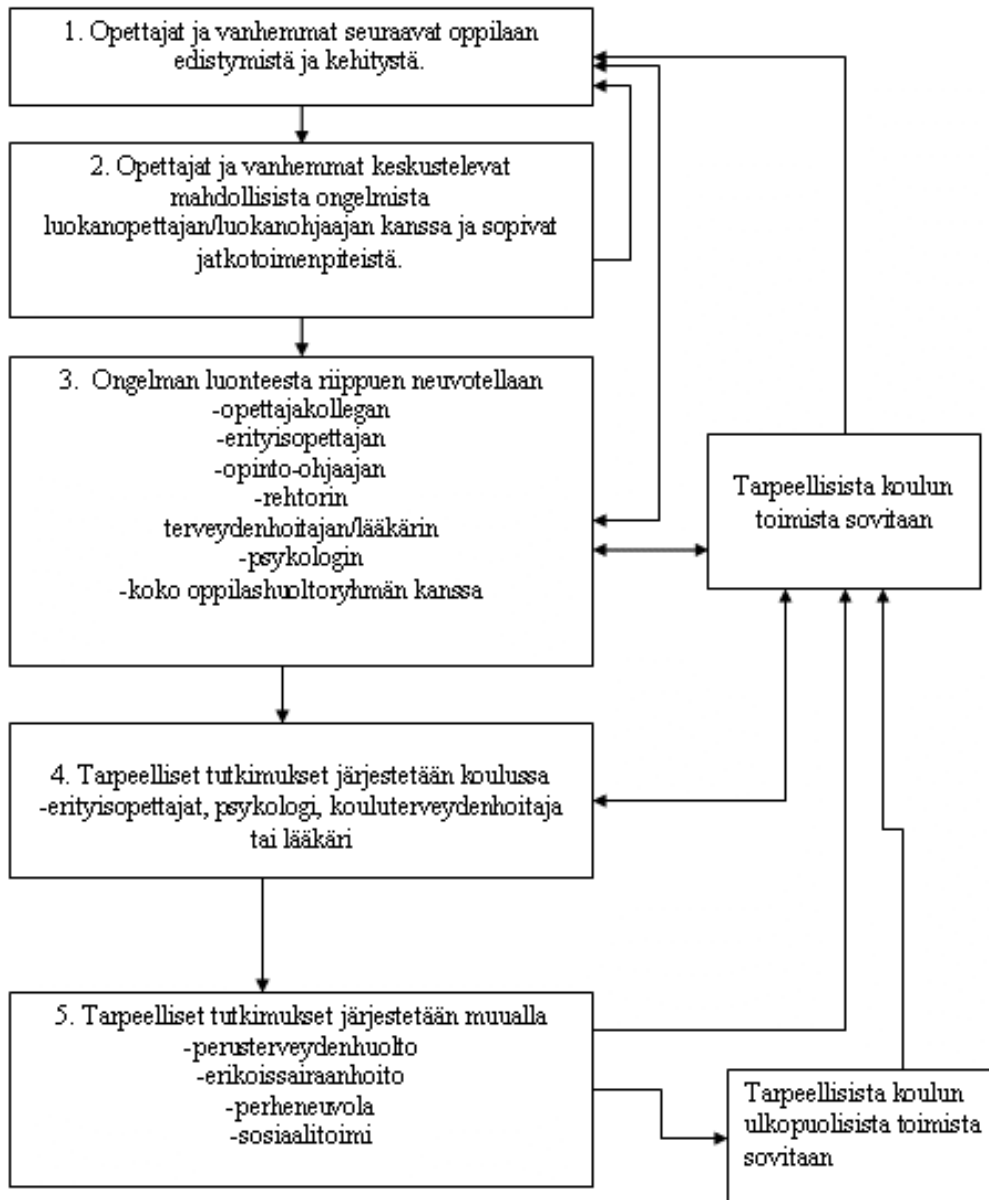 1. Opettajat ja vanhemmat seuraavat oppilaan
edistymistä ja kehitystä.
2. Opettajat ja vanhemmat keskustelevat
mahdollisista ongelmista
luokanopettajan/luokanohjaajan kanssa ja sopivat
jatkotoimenpiteistä.
3. Ongelman luonteesta riippuen neuvotellaan
-opettajakollegan
-erityisopettajan
-opinto-ohjaajan
-rehtorin
terveydenhoitajan/lääkärin
-psykologin
-koko oppilashuoltoryhmän kanssa
Tarpeellisista koulun
toimista sovitaan
4. Tarpeelliset tutkimukset järjestetään koulussa
-erityisopettajat, psykologi, kouluterveydenhoitaja
tai lääkäri
5. Tarpeelliset tutkimukset järjestetään muualla
-perusterveydenhuolto
-erikoissairaanhoito
-perheneuvola
-sosiaalitoimi
Tarpeellisista koulun
ulkopuolisista toimista
sovitaan